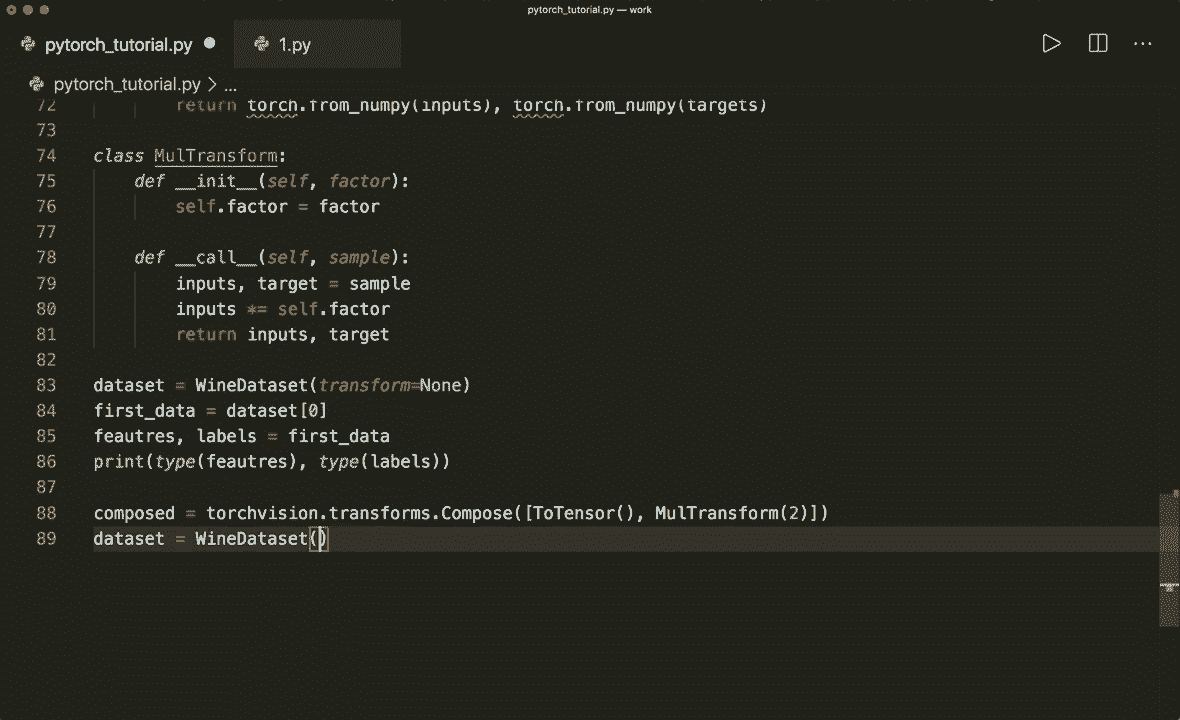 pytorch_tutorial.py — work
pytorch_tutorial.py 1.py
pytorch_tutorial.py > ...
72 return torch.from_numpy(inputs), torch.from_numpy(targets)
73
74 class MulTransform:
75 def __init__(self, factor):
76 self.factor = factor
77
78 def __call__(self, sample):
79 inputs, target = sample
80 inputs *= self.factor
81 return inputs, target
82
83 dataset = WineDataset(transform=None)
84 first_data = dataset[0]
85 feautres, labels = first_data
86 print(type(feautres), type(labels))
87
88 composed = torchvision.transforms.Compose([ToTensor(), MulTransform(2)])
89 dataset = WineDataset()